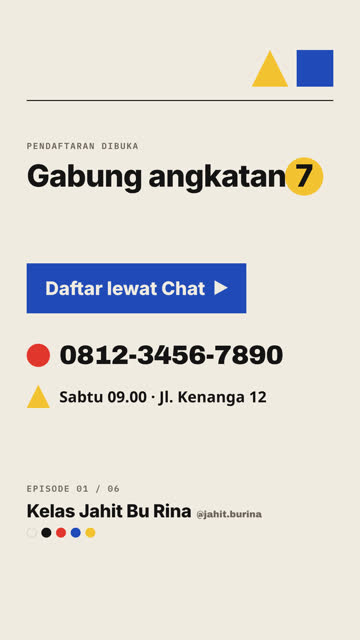 PENDAFTARAN DIBUKA
Gabung angkatan 7
Daftar lewat Chat
0812-3456-7890
Sabtu 09.00 · Jl. Kenanga 12
EPISODE 01 / 06
Kelas Jahit Bu Rina @jahit.burina